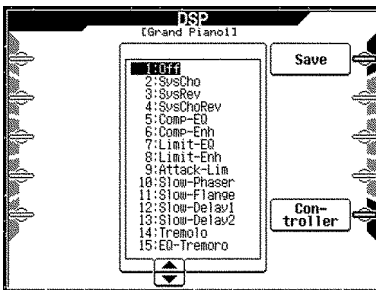 DSP
[Grand Piano1]
1:Off
2:SysCho
3:SysRev
4:SysChoRev
5:Comp-EQ
6:Comp-Enh
7:Limit-EQ
8:Limit-Enh
9:Attack-Lim
10:Slow-Phaser
11:Slow-Flange
12:Slow-Delay1
13:Slow-Delay2
14:Tremolo
15:EQ-Tremoro
Save
Con-
troller